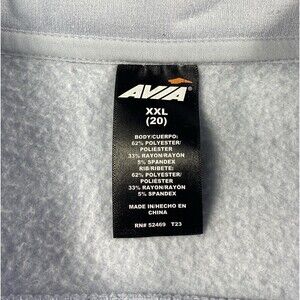 AVIA
XXL
(20)
BODY/CUERPO:
62% POLYESTER/
POLIÉSTER
33% RAYON/RAYÓN
5% SPANDEX
RIB/RIBETE:
62% POLYESTER/
POLIÉSTER
33% RAYON/RAYÓN
5% SPANDEX
MADE IN/HECHO EN
CHINA
RN# 52469 T23